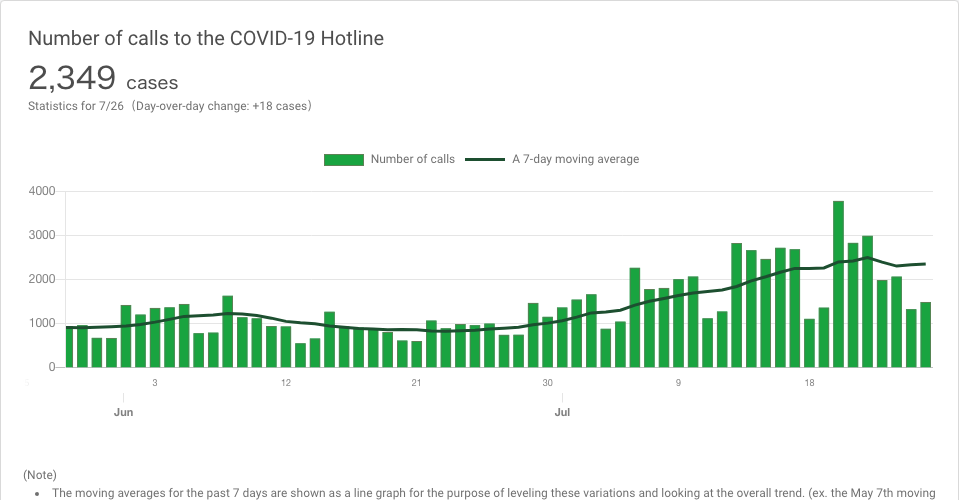 Number of calls to the COVID-19 Hotline
2,349 cases
Statistics for 7/26 (Day-over-day change: +18 cases)
Number of calls A 7-day moving average
4000
3000
2000
1000
0
3 12 21 30 9 18
Jun Jul
(Note)
• The moving averages for the past 7 days are shown as a line graph for the purpose of leveling these variations and looking at the overall trend. (ex. the May 7th moving